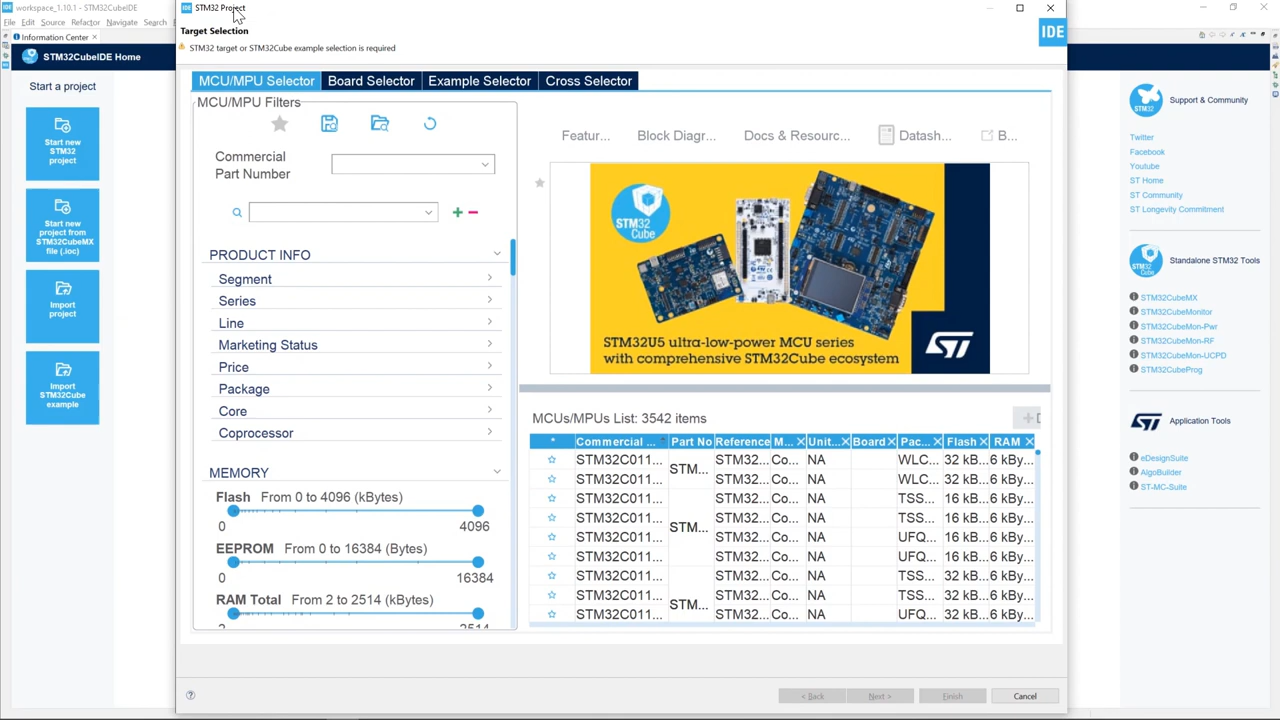 workspace_1.10.1 - STM32CubeIDE
File Edit Source Refactor Navigate Search
Information Center
STM32CubeIDE Home
Start a project
Start new
STM32
project
Start new
project from
STM32CubeMX
file (.ioc)
Import
project
Import
STM32Cube
example
IDE STM32 Project
Target Selection
STM32 target or STM32Cube example selection is required
IDE
MCU/MPU Selector Board Selector Example Selector Cross Selector
MCU/MPU Filters
Commercial
Part Number
PRODUCT INFO
Segment
Series
Line
Marketing Status
Price
Package
Core
Coprocessor
MEMORY
Flash From 0 to 4096 (kBytes)
0 4096
EEPROM From 0 to 16384 (Bytes)
0 16384
RAM Total From 2 to 2514 (kBytes)
2 2514
Featur... Block Diagr... Docs & Resourc... Datash... B...
STM32
Cube
STM32U5 ultra-low-power MCU series
with comprehensive STM32Cube ecosystem
ST
MCUs/MPUs List: 3542 items
* Commercial ... Part No Reference M... Unit... Board Pac... Flash RAM
STM32C011... STM32... Co... NA WLC... 32 kB... 6 kBy...
STM...
STM32C011... STM32... Co... NA WLC... 32 kB... 6 kBy...
STM32C011... STM32... Co... NA TSS... 16 kB... 6 kBy...
STM32C011... STM32... Co... NA TSS... 16 kB... 6 kBy...
STM...
STM32C011... STM32... Co... NA UFQ... 16 kB... 6 kBy...
STM32C011... STM32... Co... NA UFQ... 16 kB... 6 kBy...
STM32C011... STM32... Co... NA TSS... 32 kB... 6 kBy...
STM32C011... STM32... Co... NA TSS... 32 kB... 6 kBy...
STM...
STM32C011... STM32... Co... NA UFQ... 32 kB... 6 kBy...
? < Back Next > Finish Cancel
STM32 Support & Community
Twitter
Facebook
Youtube
ST Home
ST Community
ST Longevity Commitment
STM32 Cube Standalone STM32 Tools
STM32CubeMX
STM32CubeMonitor
STM32CubeMon-Pwr
STM32CubeMon-RF
STM32CubeMon-UCPD
STM32CubeProg
ST Application Tools
eDesignSuite
AlgoBuilder
ST-MC-Suite